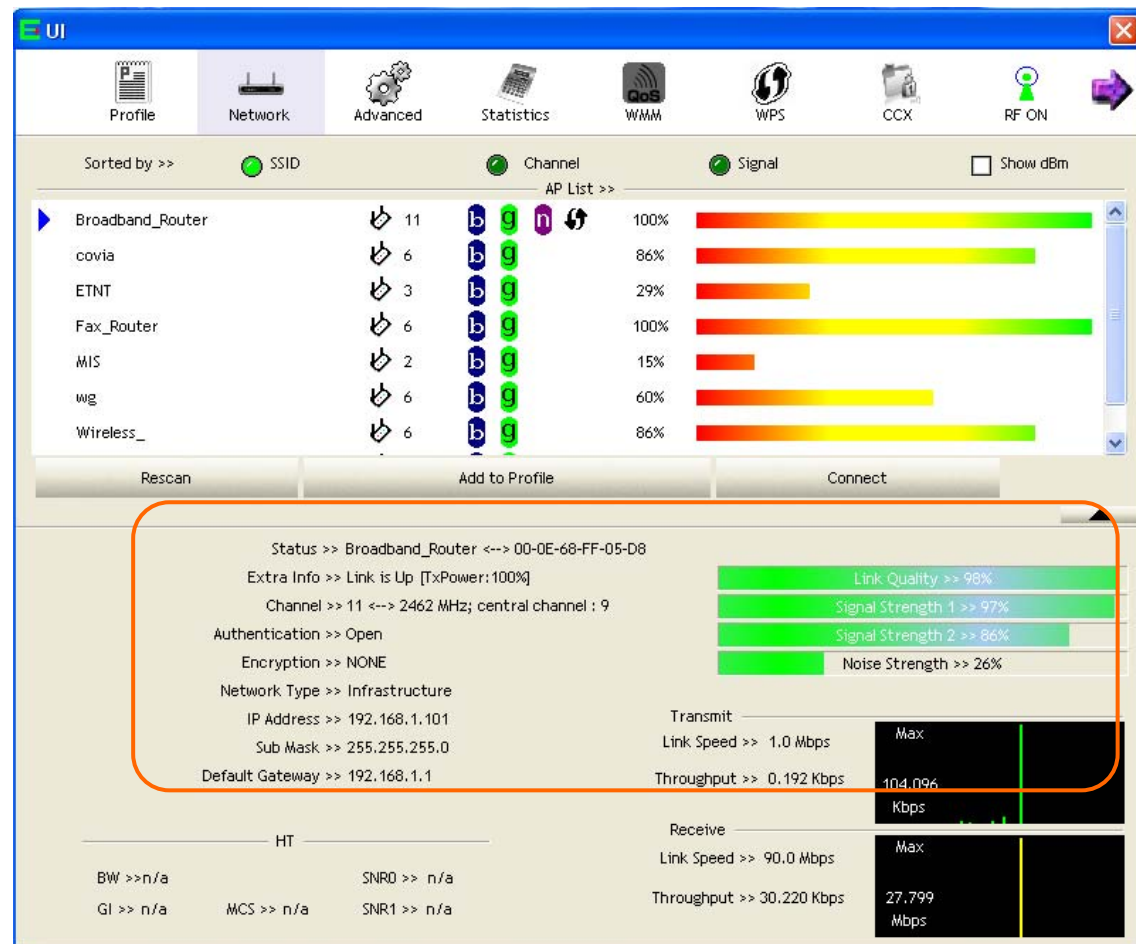 UI
Profile Network Advanced Statistics QoS WMM WPS CCX RF ON
Sorted by >> SSID Channel Signal Show dBm
AP List >>
Broadband_Router 11 b g n 100%
covia 6 b g 86%
ETNT 3 b g 29%
Fax_Router 6 b g 100%
MIS 2 b g 15%
wg 6 b g 60%
Wireless_ 6 b g 86%
Rescan Add to Profile Connect
Status >> Broadband_Router <--> 00-0E-68-FF-05-D8
Extra Info >> Link is Up [TxPower:100%]
Channel >> 11 <--> 2462 MHz; central channel : 9
Authentication >> Open
Encryption >> NONE
Network Type >> Infrastructure
IP Address >> 192.168.1.101
Sub Mask >> 255.255.255.0
Default Gateway >> 192.168.1.1
Link Quality >> 98%
Signal Strength 1 >> 97%
Signal Strength 2 >> 86%
Noise Strength >> 26%
Transmit
Link Speed >> 1.0 Mbps
Throughput >> 0.192 Kbps
Max
104.096
Kbps
Receive
Link Speed >> 90.0 Mbps
Throughput >> 30.220 Kbps
Max
27.799
Mbps
HT
BW >>n/a SNR0 >> n/a
GI >> n/a MCS >> n/a SNR1 >> n/a